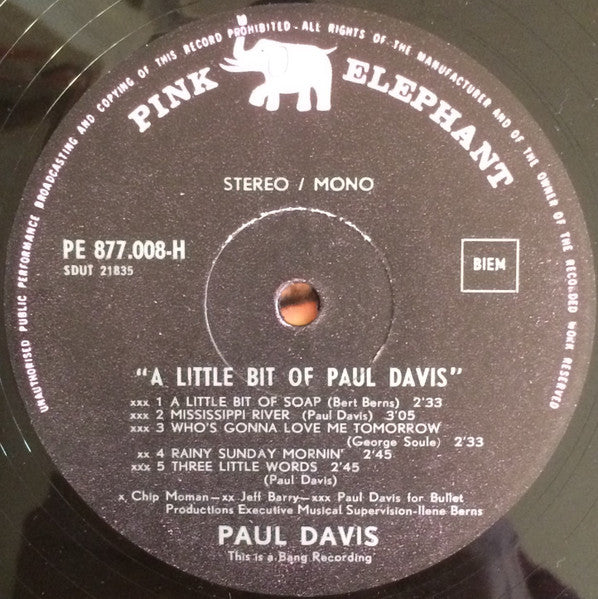 UNAUTHORISED PUBLIC PERFORMANCE BROADCASTING AND COPYING OF THIS RECORD PROHIBITED - ALL RIGHTS OF THE MANUFACTURER AND OF THE OWNER OF THE RECORDED WORK RESERVED
PINK ELEPHANT
STEREO / MONO
PE 877.008-H
SDUT 21835
BIEM
"A LITTLE BIT OF PAUL DAVIS"
xxx 1 A LITTLE BIT OF SOAP (Bert Berns) 2'33
xxx 2 MISSISSIPPI RIVER (Paul Davis) 3'05
xxx 3 WHO'S GONNA LOVE ME TOMORROW
(George Soule) 2'33
xx 4 RAINY SUNDAY MORNIN' 2'45
xxx 5 THREE LITTLE WORDS 2'45
(Paul Davis)
x Chip Moman—xx Jeff Barry—xxx Paul Davis for Bullet
Productions Executive Musical Supervision-Ilene Berns
PAUL DAVIS
This is a Bang Recording